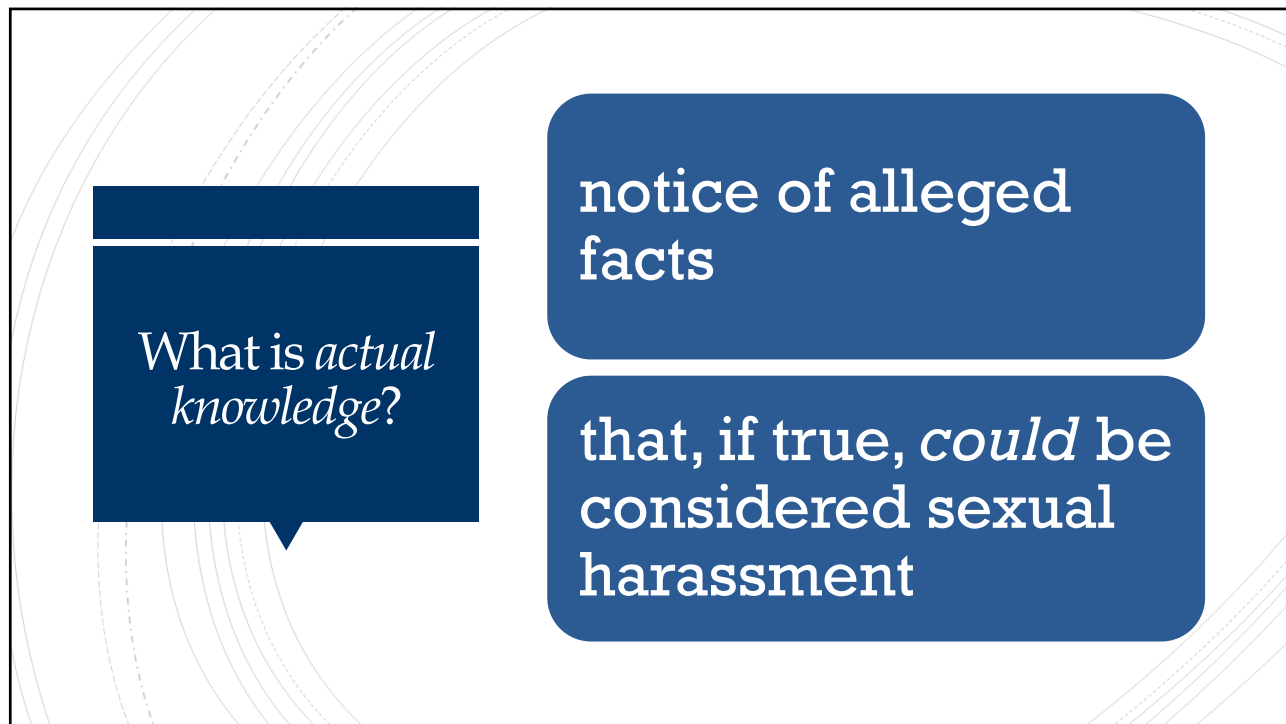 What is actual
knowledge?
notice of alleged
facts
that, if true, could be
considered sexual
harassment